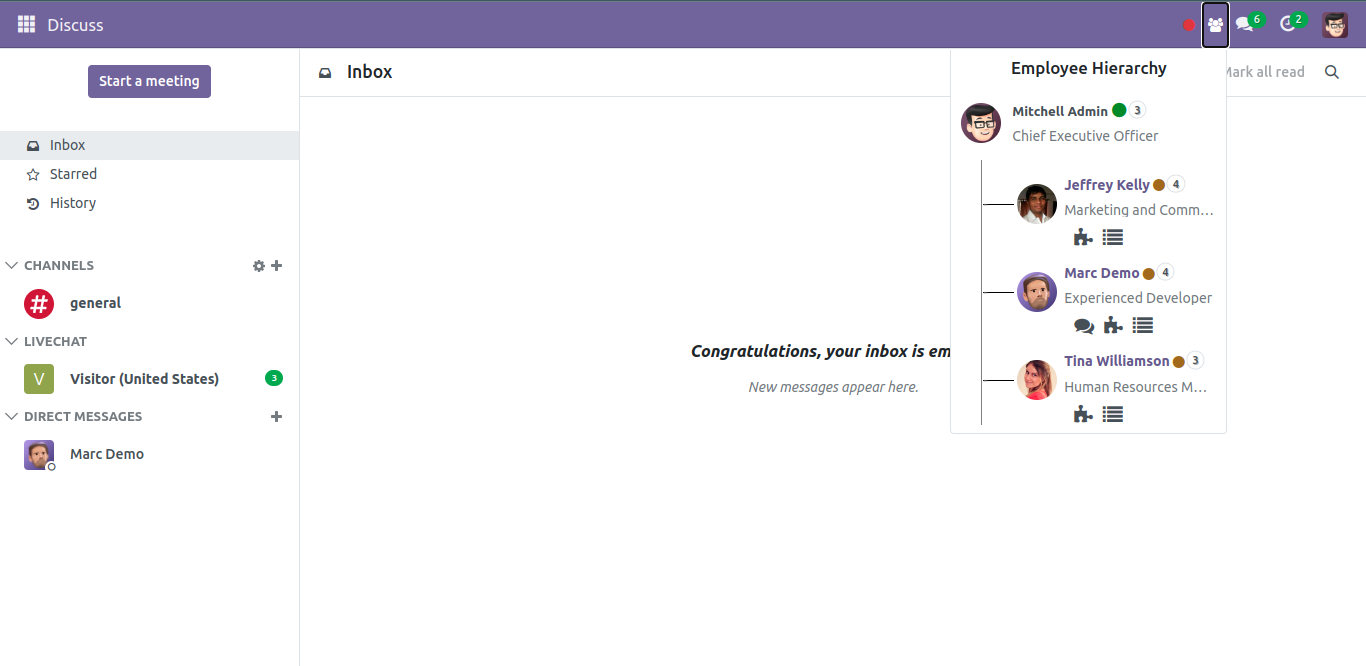 Discuss
6
2
Start a meeting
Inbox
Mark all read
Employee Hierarchy
Mitchell Admin 3
Chief Executive Officer
Inbox
Starred
History
Jeffrey Kelly 4
Marketing and Comm...
CHANNELS
general
Marc Demo 4
Experienced Developer
LIVECHAT
Visitor (United States) 3
V
Congratulations, your inbox is em
New messages appear here.
Tina Williamson 3
Human Resources M...
DIRECT MESSAGES
Marc Demo